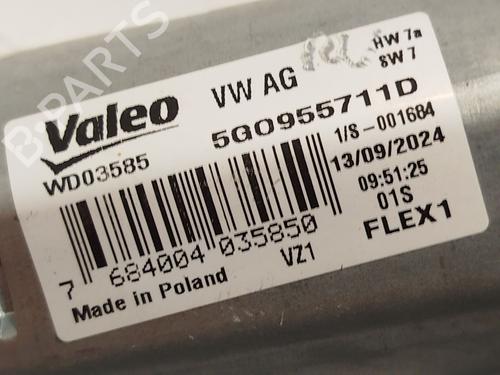 Valeo
VW AG
HW 7a
SW 7
5G0955711D
WD03585
1/S-001684
13/09/2024
09:51:25
01S
FLEX1
7 684004 035850
VZ1
Made in Poland
B-PARTS